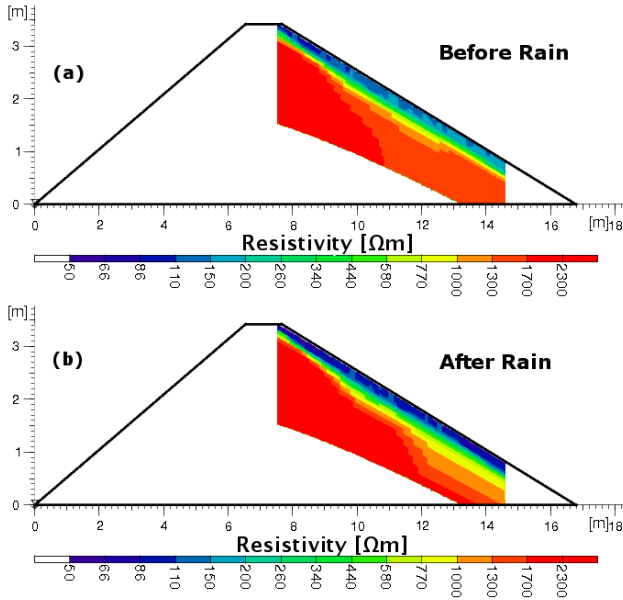 [m]
3
Before Rain
(a)
2
1
0
0 2 4 6 8 10 12 14 16 [m] 18
Resistivity [Ωm]
50 66 86 110 150 200 260 340 440 580 770 1000 1300 1700 2300
[m]
3
(b)
After Rain
2
1
0
0 2 4 6 8 10 12 14 16 [m] 18
Resistivity [Ωm]
50 66 86 110 150 200 260 340 440 580 770 1000 1300 1700 2300